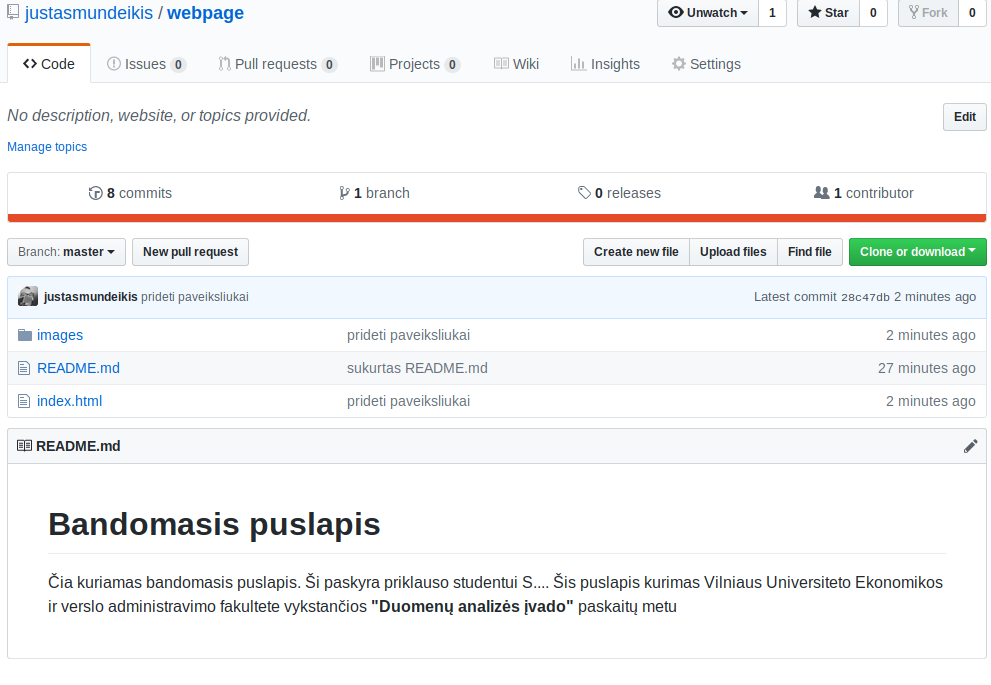 justasmundeikis / webpage Unwatch 1 Star 0 Fork 0
Code Issues 0 Pull requests 0 Projects 0 Wiki Insights Settings
No description, website, or topics provided. Edit
Manage topics
8 commits 1 branch 0 releases 1 contributor
Branch: master New pull request Create new file Upload files Find file Clone or download
justasmundeikis prideti paveiksliukai Latest commit 28c47db 2 minutes ago
images prideti paveiksliukai 2 minutes ago
README.md sukurtas README.md 27 minutes ago
index.html prideti paveiksliukai 2 minutes ago
README.md
Bandomasis puslapis
Čia kuriamas bandomasis puslapis. Ši paskyra priklauso studentui S.... Šis puslapis kurimas Vilniaus Universiteto Ekonomikos
ir verslo administravimo fakultete vykstančios "Duomenų analizės įvado" paskaitų metu